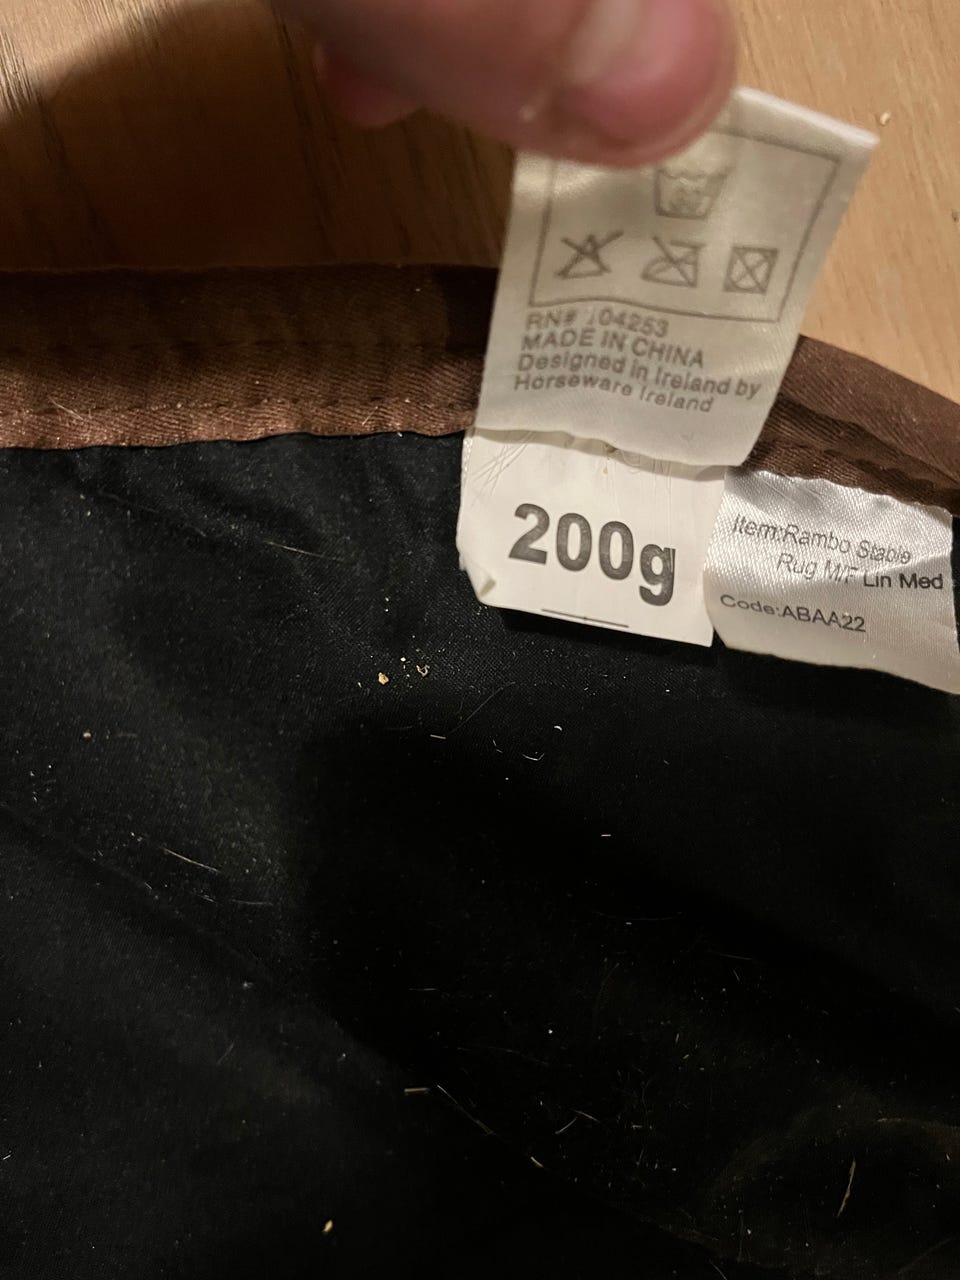 RN# 104253
MADE IN CHINA
Designed in Ireland by
Horseware Ireland
200g
Item:Rambo Stable
Rug M/F Lin Med
Code:ABAA22